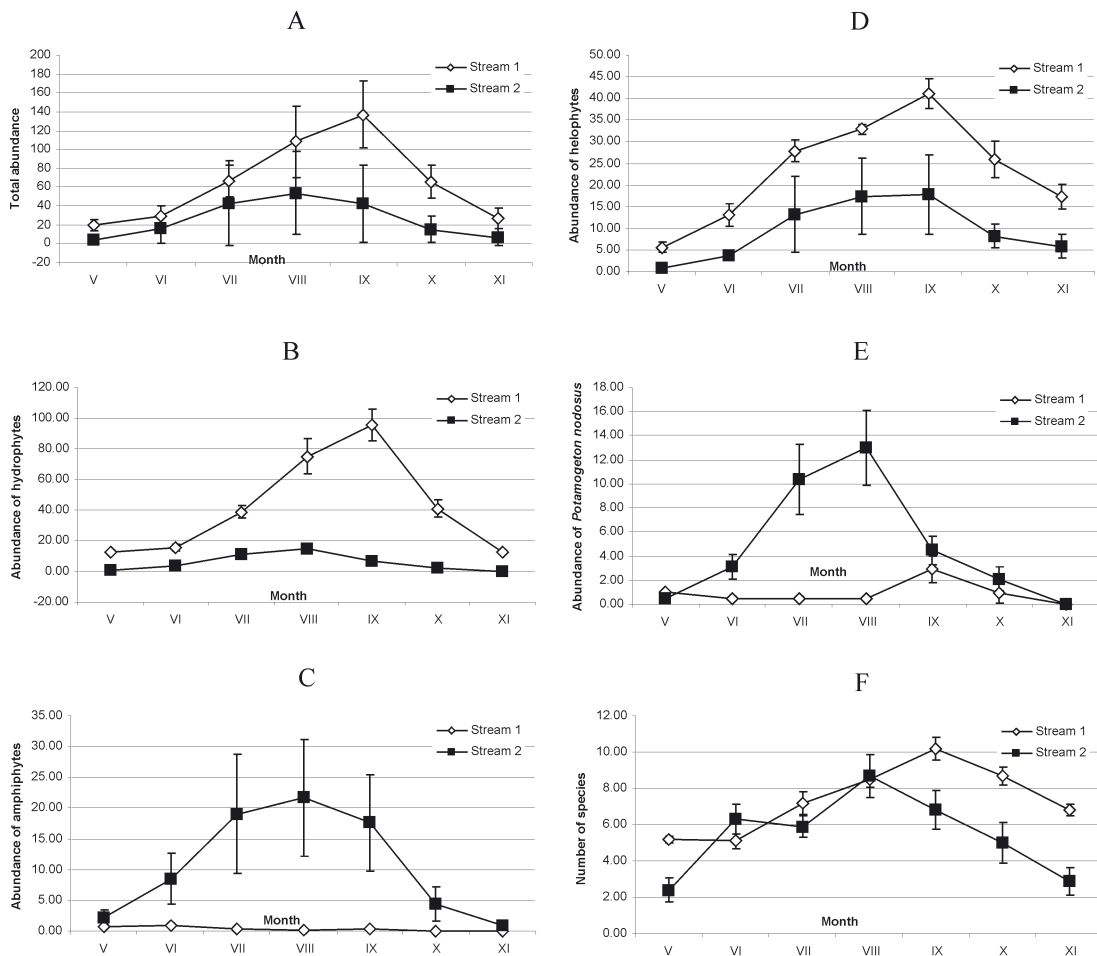 A
Total abundance
200
180
160
140
120
100
80
60
40
20
0
-20
Stream 1
Stream 2
Month
V VI VII VIII IX X XI
D
Abundance of helophytes
50.00
45.00
40.00
35.00
30.00
25.00
20.00
15.00
10.00
5.00
0.00
Stream 1
Stream 2
Month
V VI VII VIII IX X XI
B
Abundance of hydrophytes
120.00
100.00
80.00
60.00
40.00
20.00
0.00
-20.00
Stream 1
Stream 2
Month
V VI VII VIII IX X XI
E
Abundance of Potamogeton nodosus
18.00
16.00
14.00
12.00
10.00
8.00
6.00
4.00
2.00
0.00
Stream 1
Stream 2
Month
V VI VII VIII IX X XI
C
Abundance of amphiphytes
35.00
30.00
25.00
20.00
15.00
10.00
5.00
0.00
Stream 1
Stream 2
Month
V VI VII VIII IX X XI
F
Number of species
12.00
10.00
8.00
6.00
4.00
2.00
0.00
Stream 1
Stream 2
Month
V VI VII VIII IX X XI